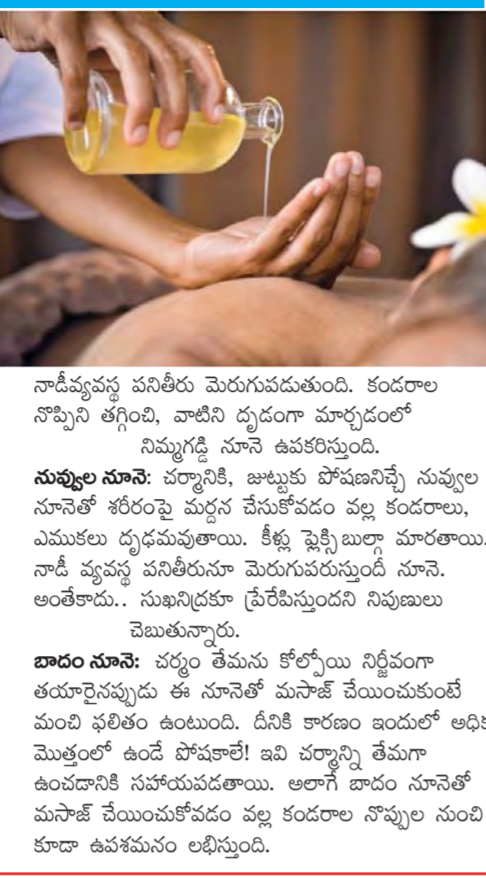 నాడీవ్యవస్థ పనితీరు మెరుగుపడుతుంది. కండరాల
నొప్పిని తగ్గించి, వాటిని దృడంగా మార్చడంలో
నిమ్మగడ్డి నూనె ఉపకరిస్తుంది.
నువ్వుల నూనె: చర్మానికి, జుట్టుకు పోషణనిచ్చే నువ్వుల
నూనెతో శరీరంపై మర్దన చేసుకోవడం వల్ల కండరాలు,
ఎముకలు దృఢమవుతాయి. కీళ్లు ఫ్లెక్సిబుల్గా మారతాయి.
నాడీ వ్యవస్థ పనితీరునూ మెరుగుపరుస్తుందీ నూనె.
అంతేకాదు.. సుఖనిద్రకూ ప్రేరేపిస్తుందని నిపుణులు
చెబుతున్నారు.
బాదం నూనె: చర్మం తేమను కోల్పోయి నిర్జీవంగా
తయారైనప్పుడు ఈ నూనెతో మసాజ్ చేయించుకుంటే
మంచి ఫలితం ఉంటుంది. దీనికి కారణం ఇందులో అధిక
మొత్తంలో ఉండే పోషకాలే! ఇవి చర్మాన్ని తేమగా
ఉంచడానికి సహాయపడతాయి. అలాగే బాదం నూనెతో
మసాజ్ చేయించుకోవడం వల్ల కండరాల నొప్పుల నుంచి
కూడా ఉపశమనం లభిస్తుంది.